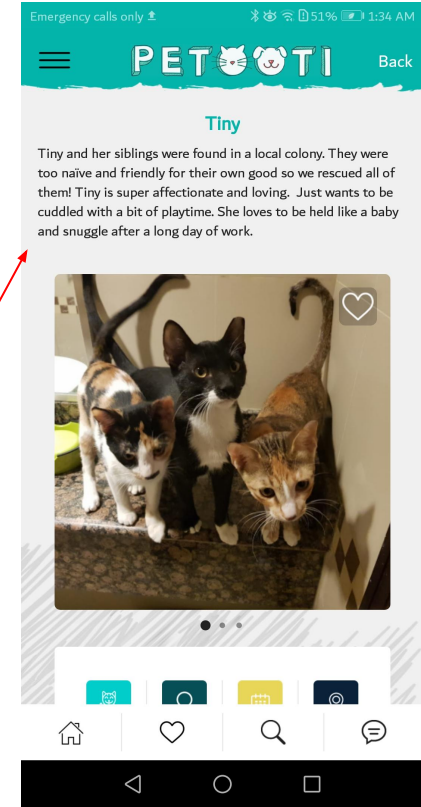 Emergency calls only
51% 1:34 AM
PETOOTI
Back
Tiny
Tiny and her siblings were found in a local colony. They were
too naïve and friendly for their own good so we rescued all of
them! Tiny is super affectionate and loving.  Just wants to be
cuddled with a bit of playtime. She loves to be held like a baby
and snuggle after a long day of work.